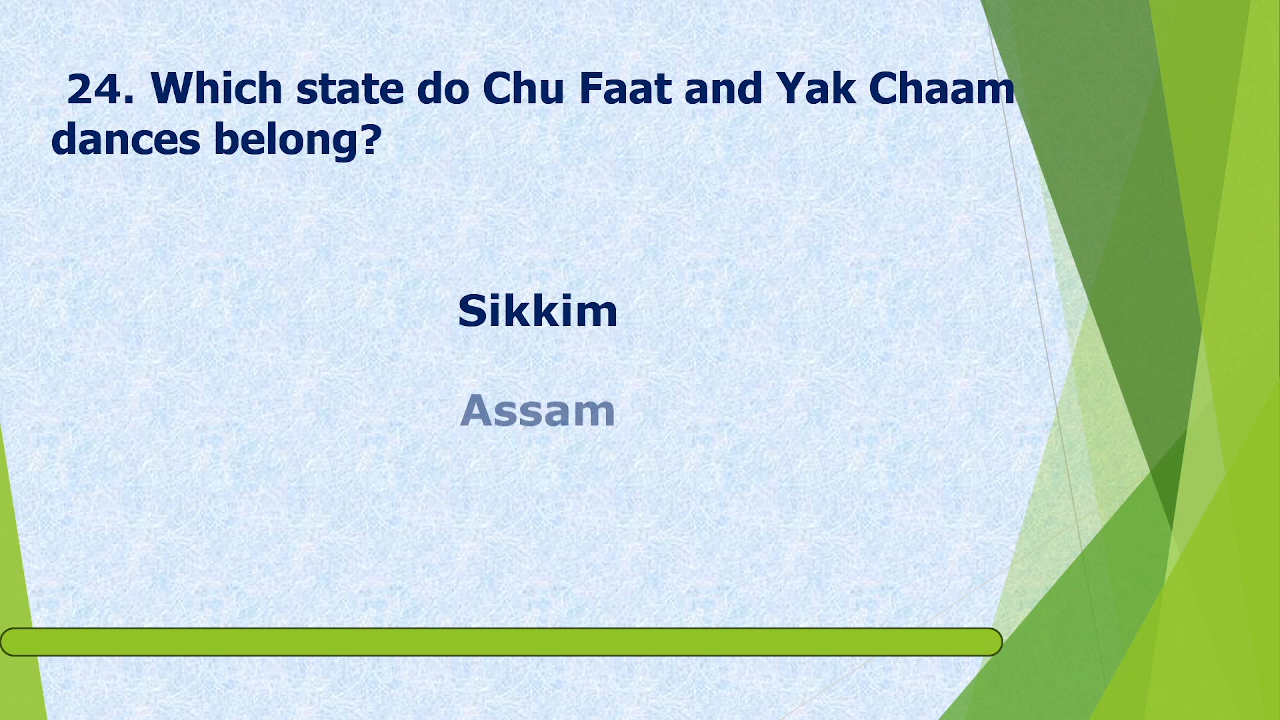 24. Which state do Chu Faat and Yak Chaam
dances belong?
Sikkim
Assam